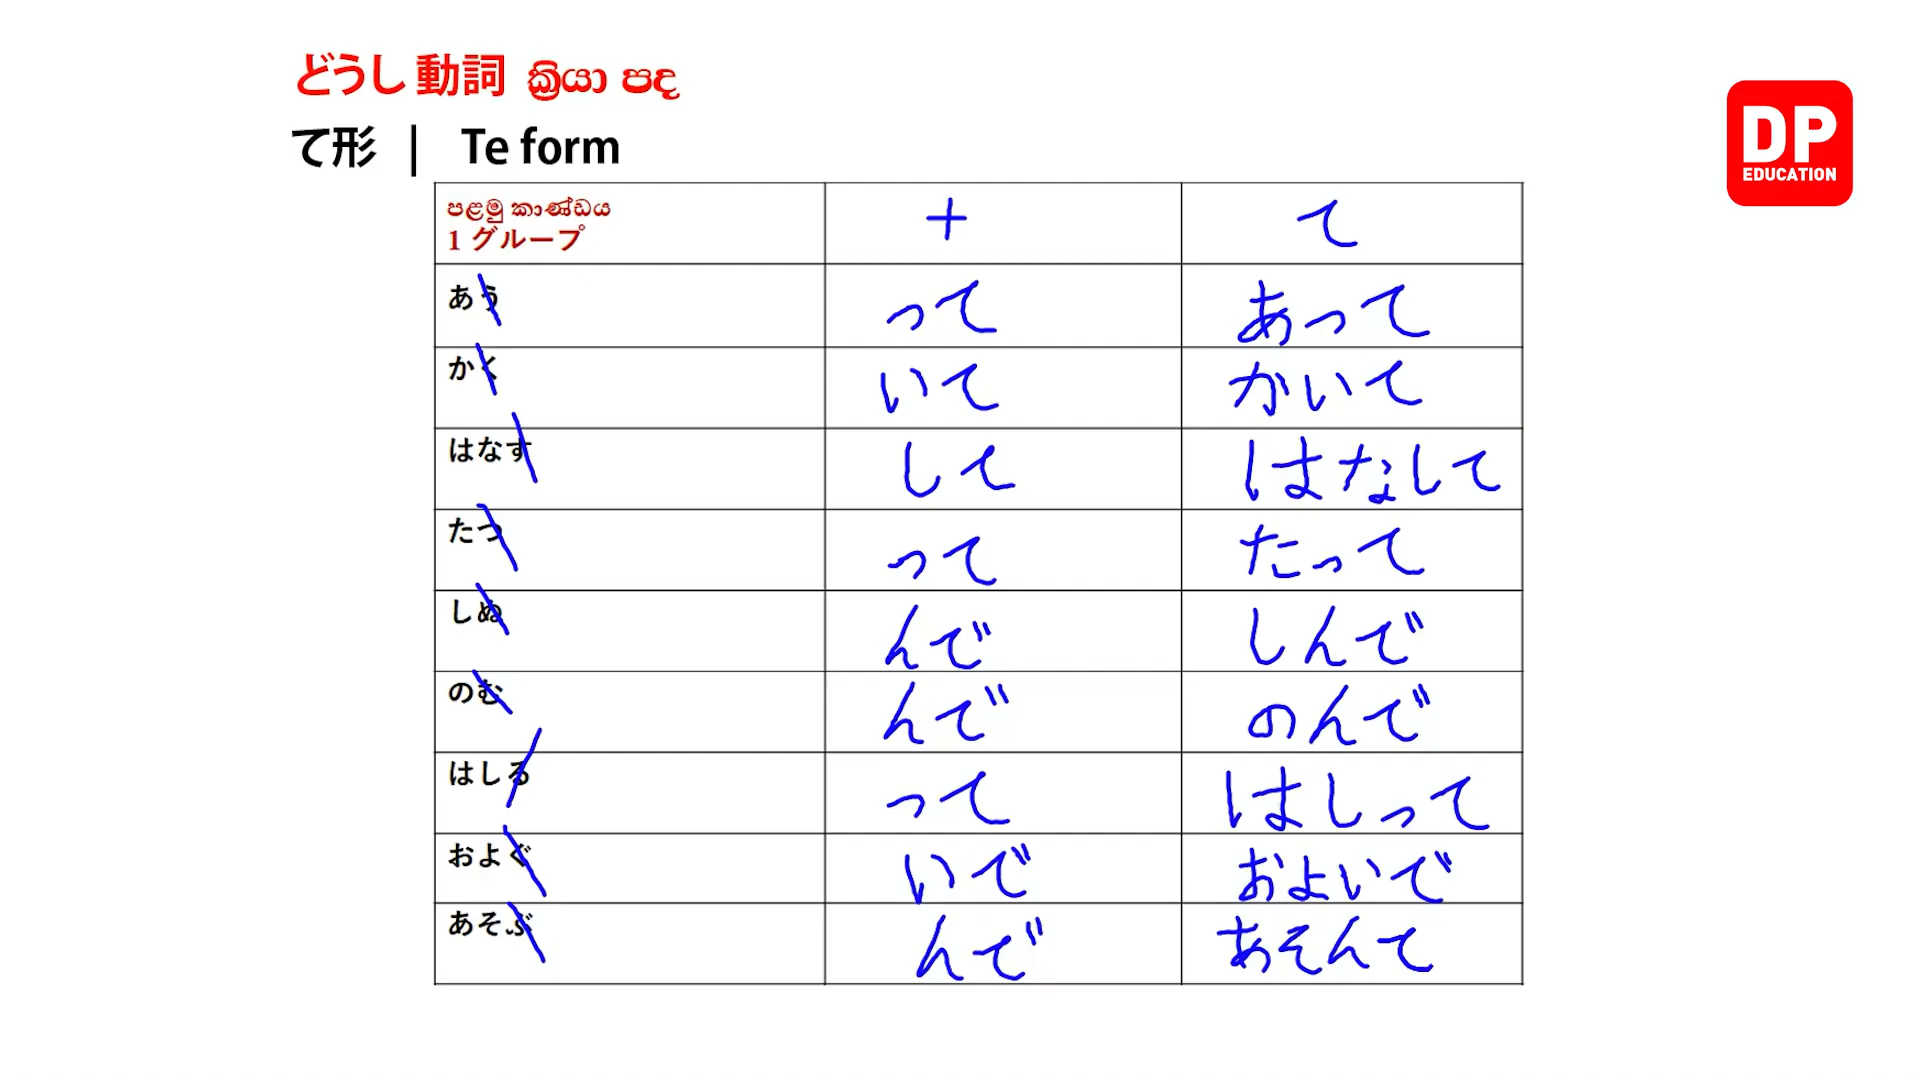 どうし 動詞 ක්‍රියා පද
て形 | Te form
DP
EDUCATION
පළමු කාණ්ඩය
1 グループ + て
あう って あって
かく いて かいて
はなす して はなして
たつ って たって
しぬ んで しんで
のむ んで のんで
はしる って はしって
およぐ いで およいで
あそぶ んで あそんて